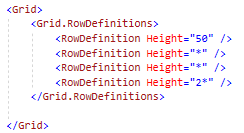 <Grid>
    <Grid.RowDefinitions>
        <RowDefinition Height="50" />
        <RowDefinition Height="*" />
        <RowDefinition Height="*" />
        <RowDefinition Height="2*" />
    </Grid.RowDefinitions>

</Grid>